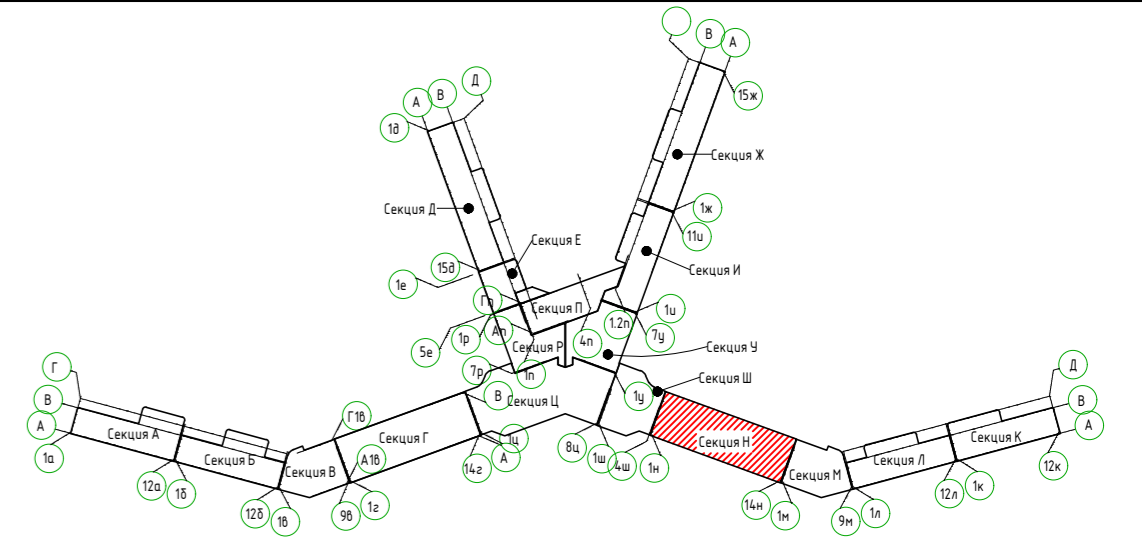 В
А
Д
В
А
15ж
1д
Секция Ж
Секция Д
1ж
11и
Секция Е
15д
Секция И
1е
Гп
Секция П
1и
1.2п
7у
Ап
4п
1р
5е
Секция Р
Секция У
7р
1п
Секция Ш
Г
Д
В
А
1а
Секция А
Секция Б
12а
1б
12б
1в
Секция В
Г1в
А1в
9в
1г
Секция Г
В
Секция Ц
1ц
А
14г
8ц
1ш
4ш
1у
1н
Секция Н
14н
1м
Секция М
9м
1л
Секция Л
12л
1к
Секция К
В
А
12к